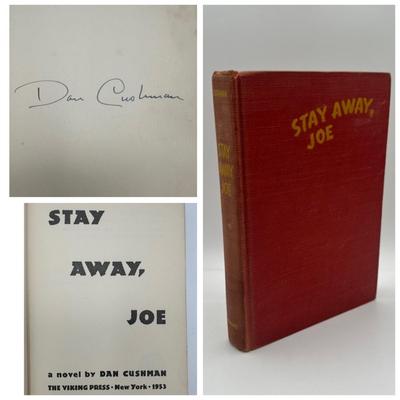 Dan Cushman
STAY
AWAY,
JOE
a novel by DAN CUSHMAN
THE VIKING PRESS • New York • 1953
CUSHMAN
STAY
AWAY
JOE
STAY AWAY,
JOE